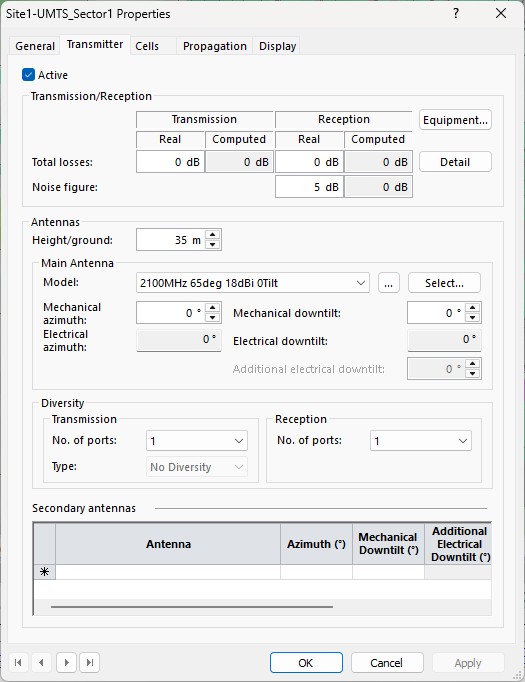 Site1-UMTS_Sector1 Properties ?
General Transmitter Cells Propagation Display
Active
Transmission/Reception
Transmission Reception Equipment...
Real Computed Real Computed
Total losses: 0 dB 0 dB 0 dB 0 dB Detail
Noise figure: 5 dB 0 dB
Antennas
Height/ground: 35 m
Main Antenna
Model: 2100MHz 65deg 18dBi 0Tilt ... Select...
Mechanical azimuth: 0 ° Mechanical downtilt: 0 °
Electrical azimuth: 0 ° Electrical downtilt: 0 °
Additional electrical downtilt: 0 °
Diversity
Transmission Reception
No. of ports: 1 No. of ports: 1
Type: No Diversity
Secondary antennas
Antenna Azimuth (°) Mechanical Downtilt (°) Additional Electrical Downtilt (°)
*
OK Cancel Apply